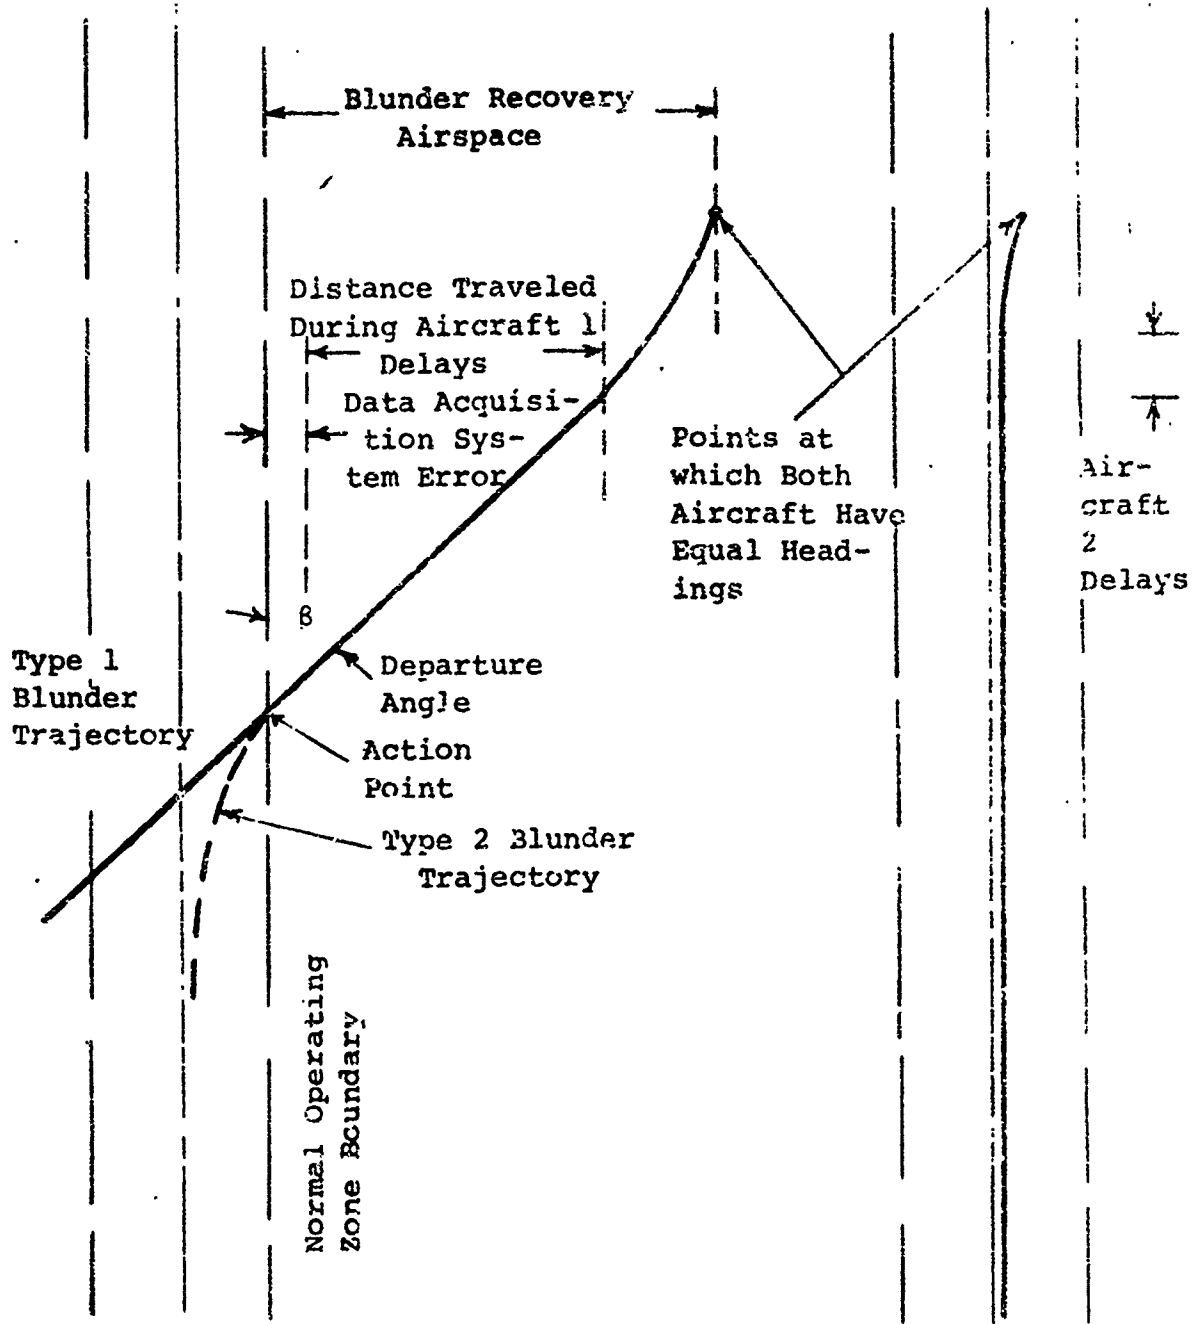 Blunder Recovery
Airspace
Distance Traveled
During Aircraft 1
Delays
Data Acquisi-
tion Sys-
tem Error
Points at
which Both
Aircraft Have
Equal Head-
ings
Air-
craft
2
Delays
β
Type 1
Blunder
Trajectory
Departure
Angle
Action
Point
Type 2 Blunder
Trajectory
Normal Operating
Zone Boundary